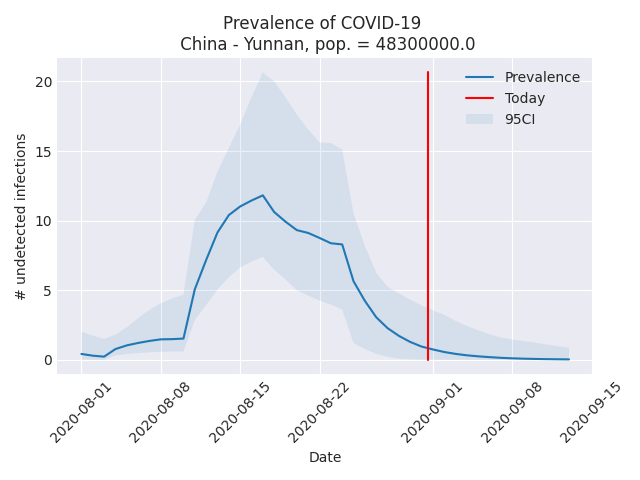 Prevalence of COVID-19
China - Yunnan, pop. = 48300000.0
Prevalence
Today
95CI
# undetected infections
20
15
10
5
0
2020-08-01
2020-08-08
2020-08-15
2020-08-22
2020-09-01
2020-09-08
2020-09-15
Date